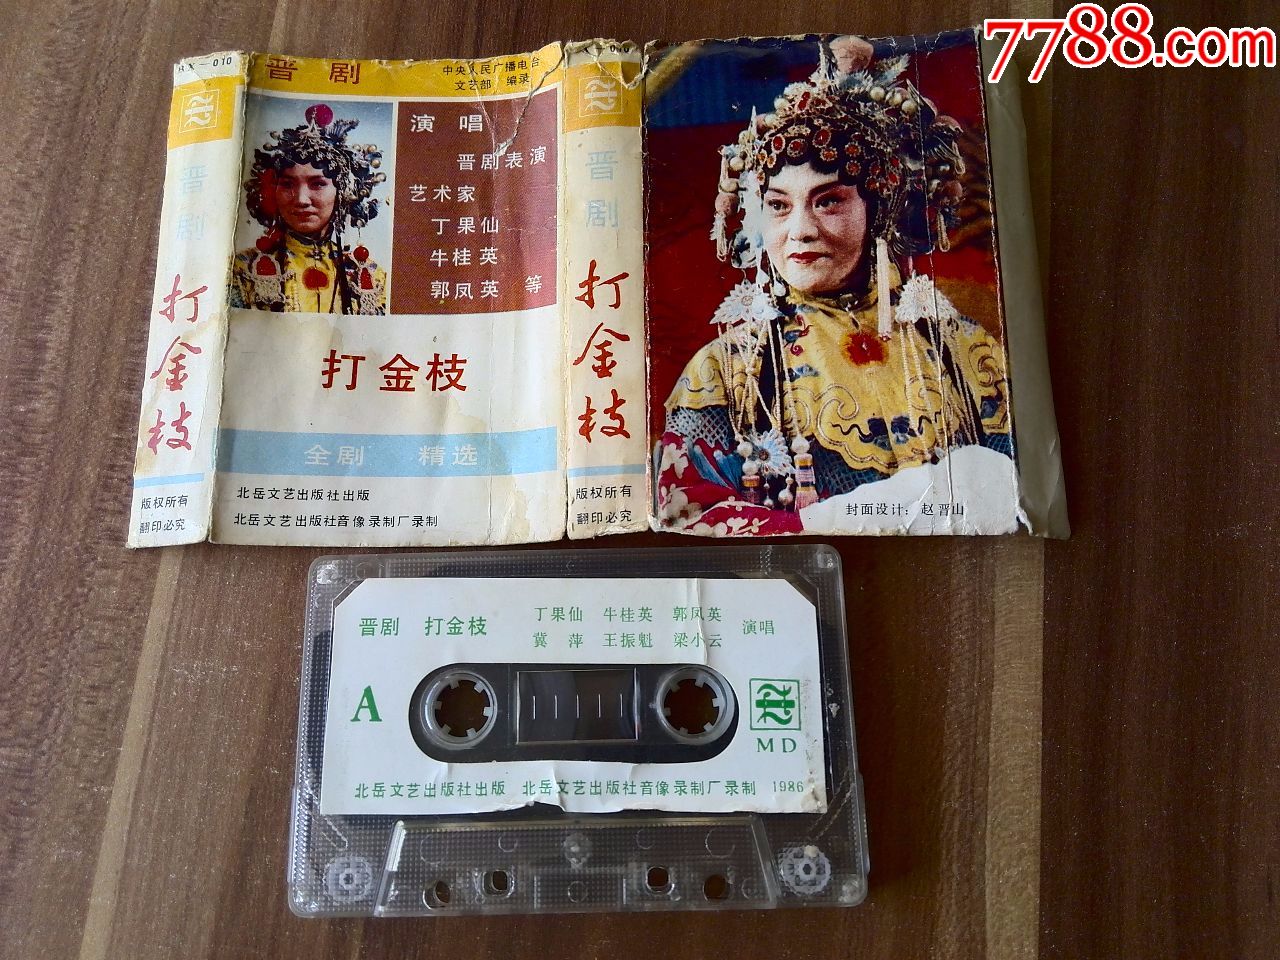 7788.com
BX-010
晋剧
打金枝
版权所有
翻印必究
晋 剧
中央人民广播电台
文艺部 编录
演 唱
晋剧表演
艺术家
丁果仙
牛桂英
郭凤英 等
打金枝
全剧 精选
北岳文艺出版社出版
北岳文艺出版社音像录制厂录制
晋剧
打金枝
版权所有
翻印必究
封面设计：赵晋山
晋剧 打金枝
丁果仙 牛桂英 郭凤英
冀 萍 王振魁 梁小云 演唱
A
MD
北岳文艺出版社出版 北岳文艺出版社音像录制厂录制 1986